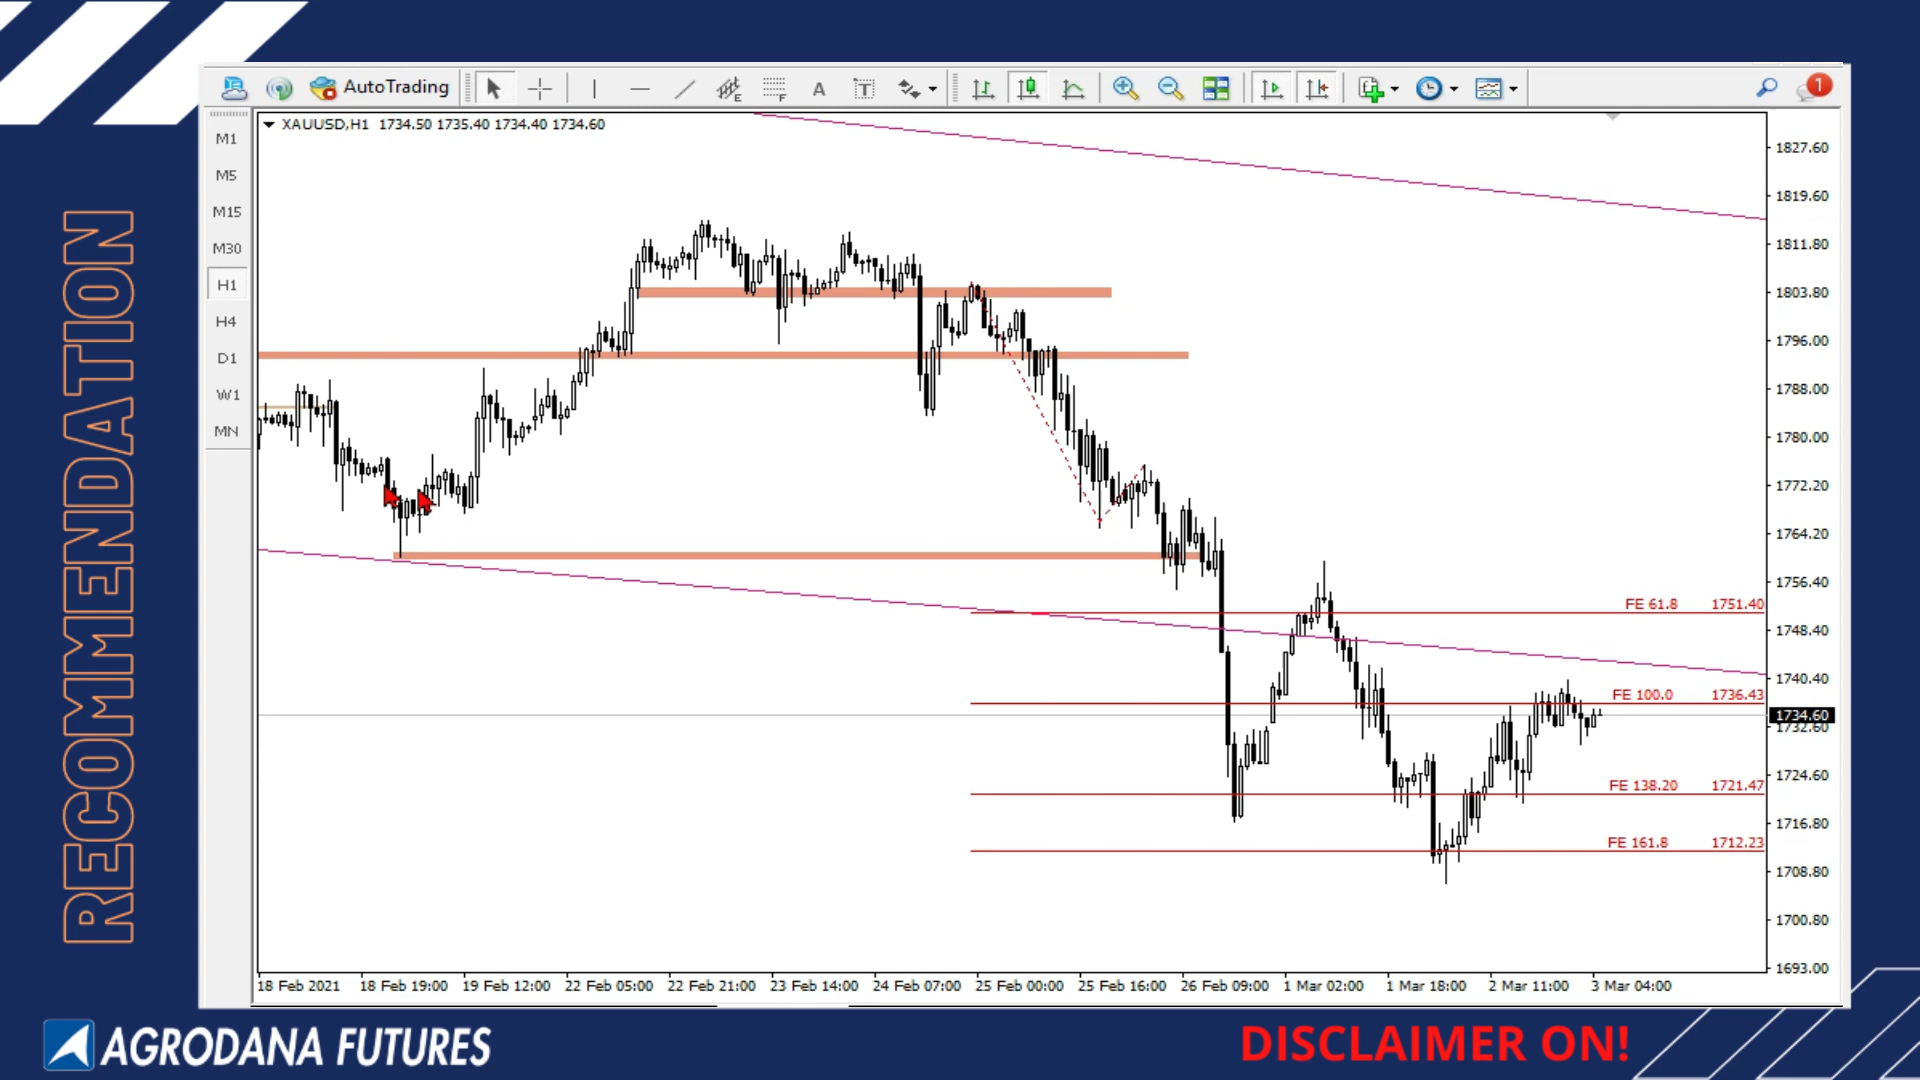 RECOMMENDATION
AutoTrading
E
F
A
T
1
M1
M5
M15
M30
H1
H4
D1
W1
MN
XAUUSD,H1 1734.50 1735.40 1734.40 1734.60
1827.60
1819.60
1811.80
1803.80
1796.00
1788.00
1780.00
1772.20
1764.20
1756.40
FE 61.8 1751.40
1748.40
1740.40
FE 100.0 1736.43
1734.60
1732.60
1724.60
FE 138.20 1721.47
1716.80
FE 161.8 1712.23
1708.80
1700.80
1693.00
18 Feb 2021 18 Feb 19:00 19 Feb 12:00 22 Feb 05:00 22 Feb 21:00 23 Feb 14:00 24 Feb 07:00 25 Feb 00:00 25 Feb 16:00 26 Feb 09:00 1 Mar 02:00 1 Mar 18:00 2 Mar 11:00 3 Mar 04:00
AGRODANA FUTURES
DISCLAIMER ON!